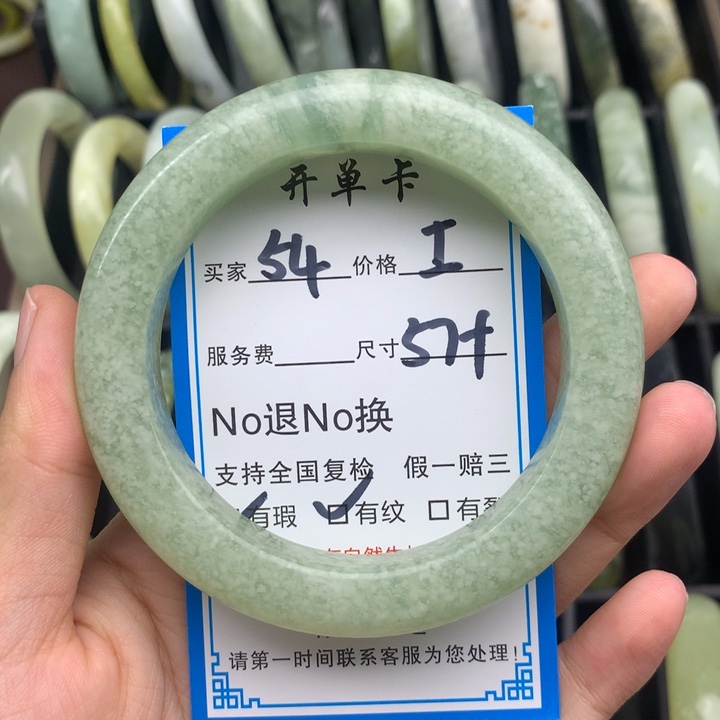 开单卡
买家 54 价格 工
服务费 尺寸 57+
No退No换
支持全国复检 假一赔三
有瑕 □有纹 □有
请第一时间联系客服为您处理!